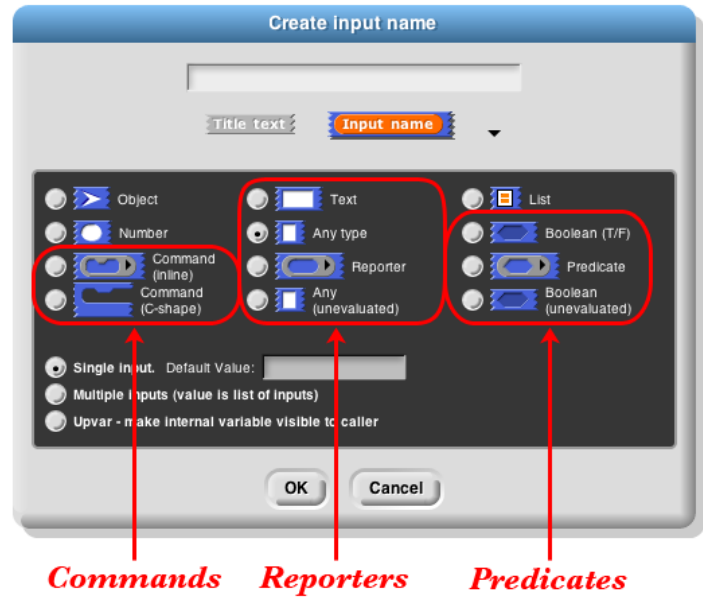 Create input name
Title text Input name
Object Text List
Number Any type Boolean (T/F)
Command
(inline)
Reporter Predicate
Command
(C-shape)
Any
(unevaluated)
Boolean
(unevaluated)
Single input. Default Value:
Multiple inputs (value is list of inputs)
Upvar - make internal variable visible to caller
OK Cancel
Commands Reporters Predicates